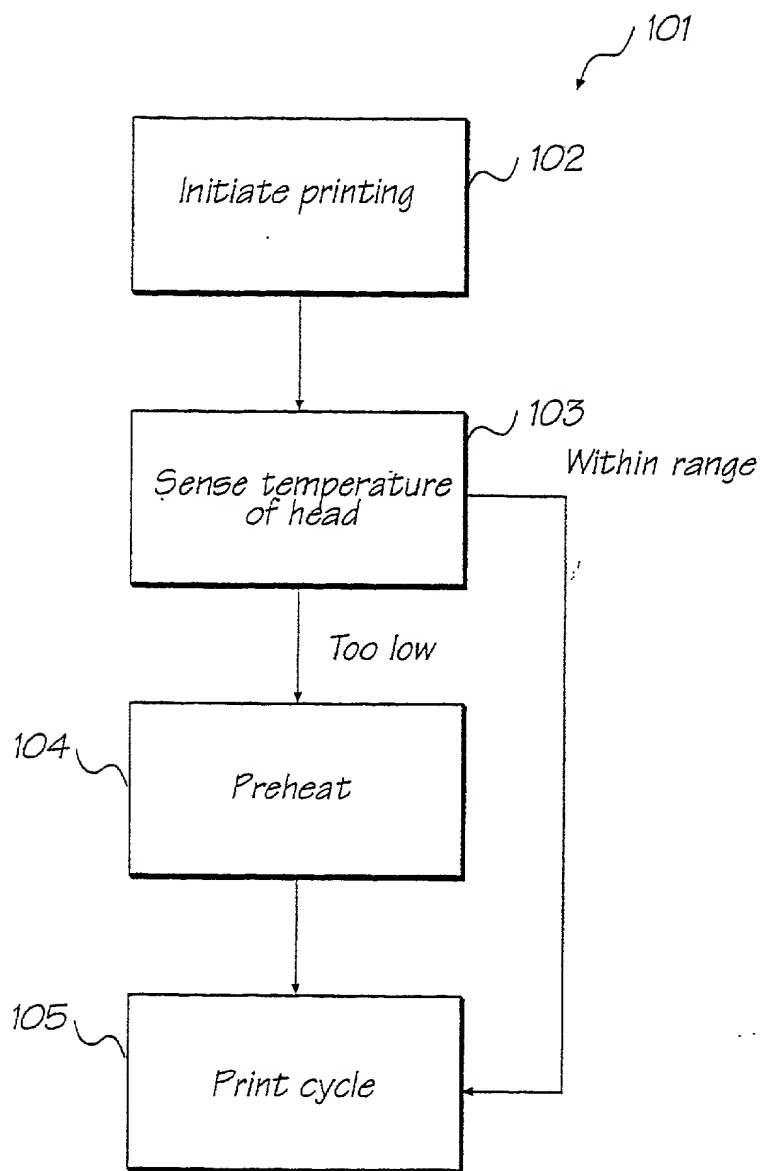 101
Initiate printing
102
103
Within range
Sense temperature
of head
Too low
104
Preheat
105
Print cycle